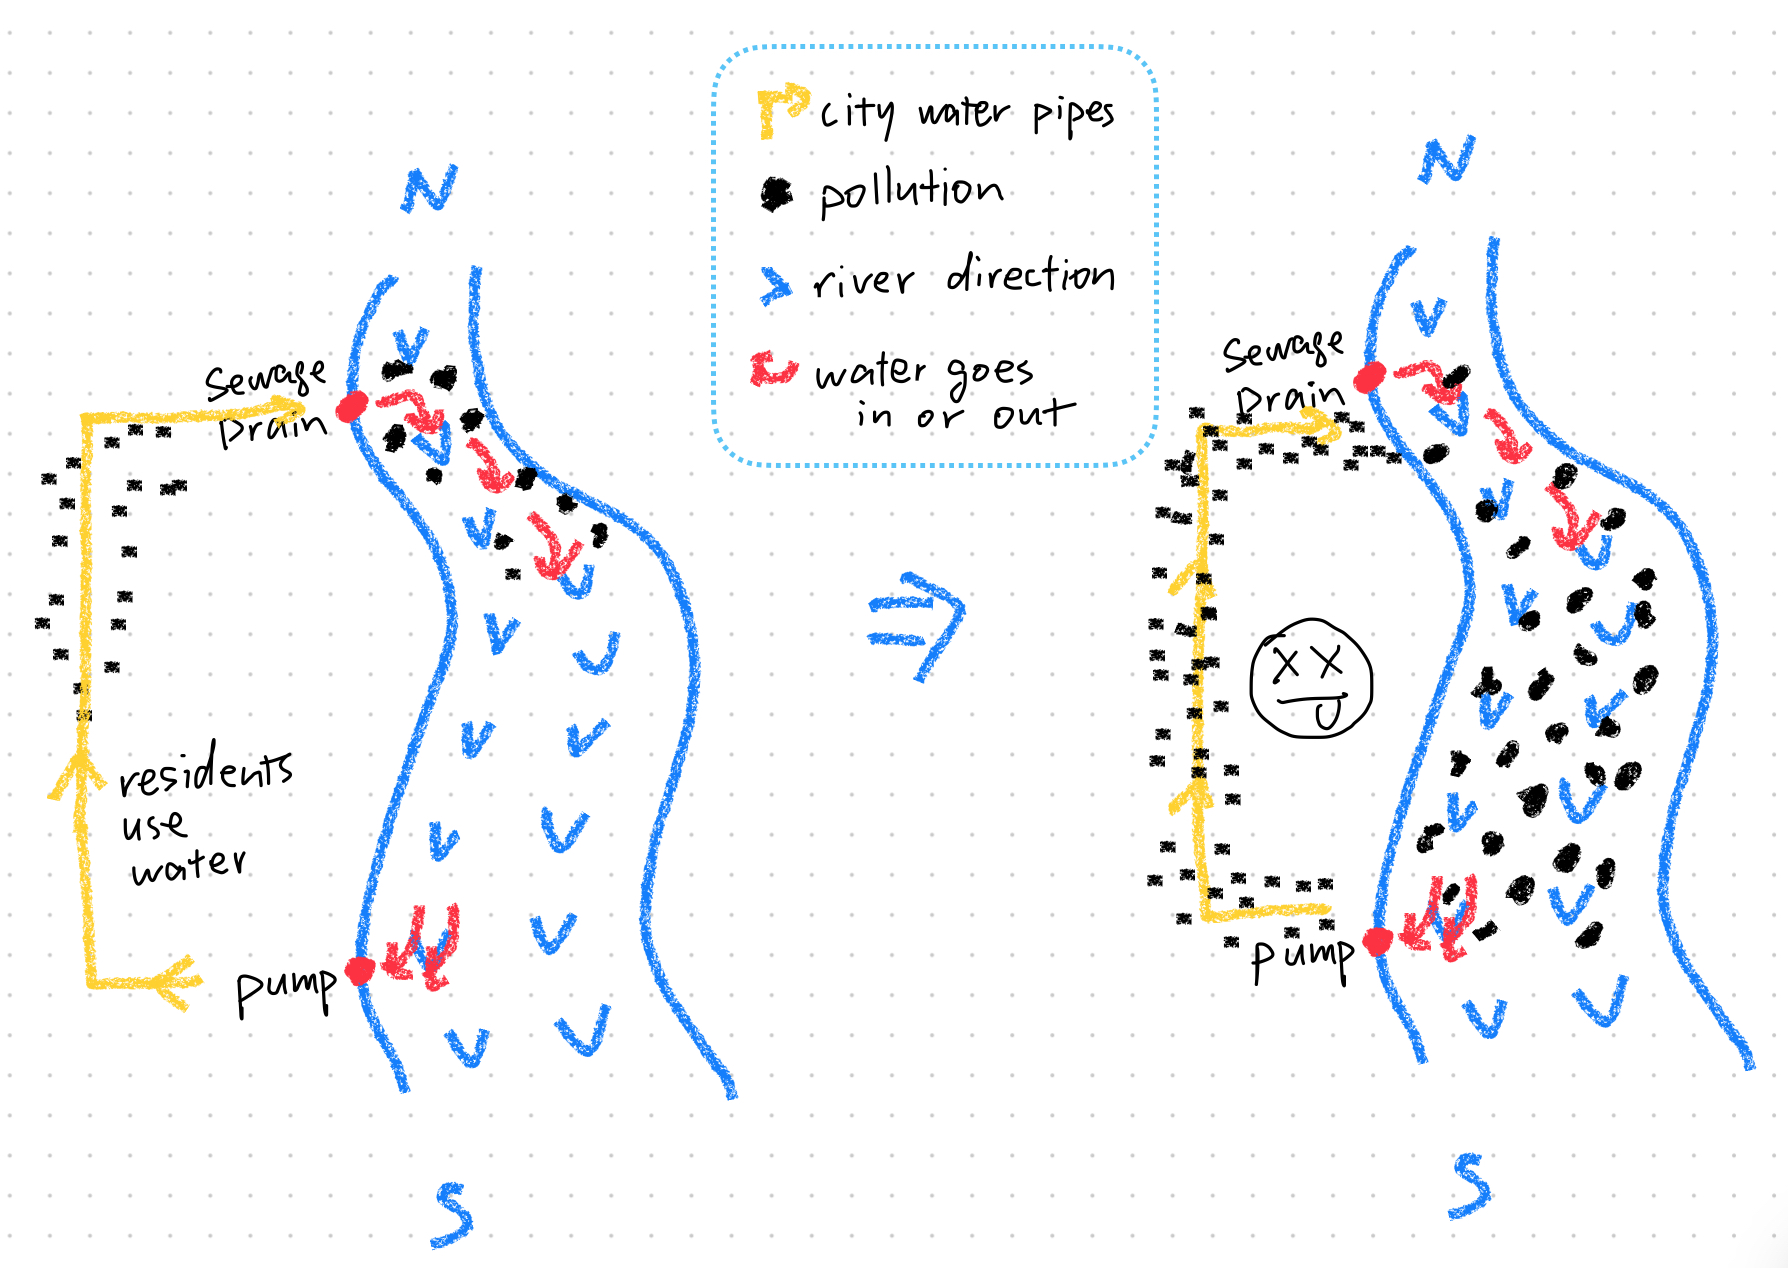 city water pipes
pollution
river direction
water goes
in or out
N
Sewage
Drain
residents
use
water
pump
S
N
Sewage
Drain
pump
S